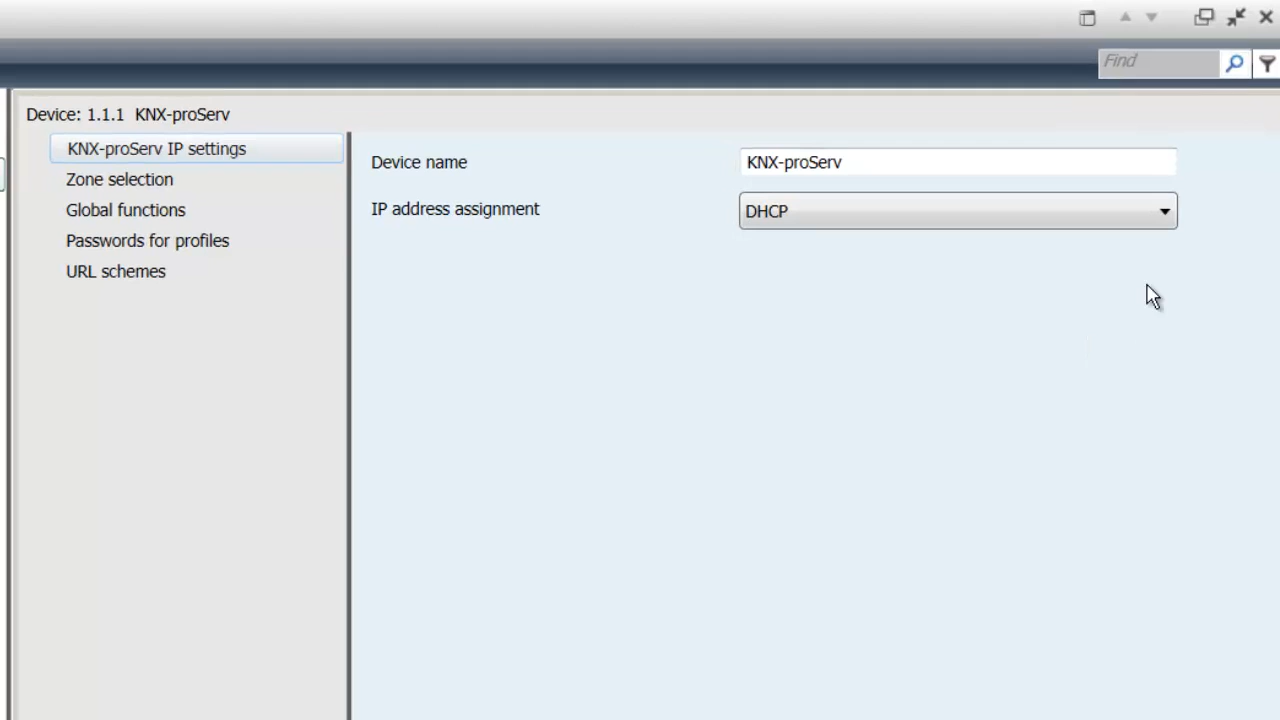 Find
Device: 1.1.1 KNX-proServ
KNX-proServ IP settings
Zone selection
Global functions
Passwords for profiles
URL schemes
Device name
KNX-proServ
IP address assignment
DHCP